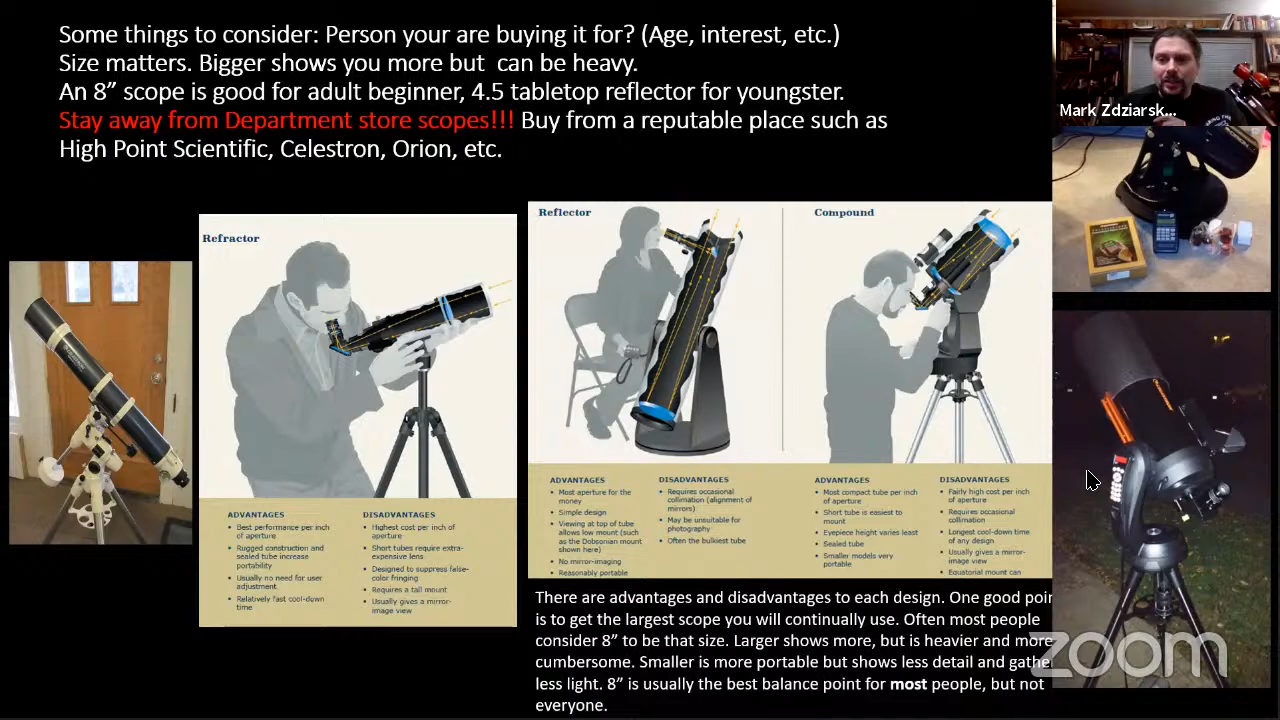 Some things to consider: Person your are buying it for? (Age, interest, etc.)
Size matters. Bigger shows you more but can be heavy.
An 8” scope is good for adult beginner, 4.5 tabletop reflector for youngster.
Stay away from Department store scopes!!! Buy from a reputable place such as
High Point Scientific, Celestron, Orion, etc.
Mark Zdziarsk...
Refractor
ADVANTAGES
• Best performance per inch
of aperture
• Rugged construction and
sealed tube increase
portability
• Usually no need for user
adjustment
• Relatively fast cool-down
time
DISADVANTAGES
• Highest cost per inch of
aperture
• Short tubes require extra-
expensive lens
• Designed to suppress false-
color fringing
• Requires a tall mount
• Usually gives a mirror-
image view
Reflector
ADVANTAGES
• Most aperture for the
money
• Simple design
• Viewing at top of tube
allows low mount (such
as the Dobsonian mount
shown here)
• No mirror-imaging
• Reasonably portable
DISADVANTAGES
• Requires occasional
collimation (alignment of
mirrors)
• May be unsuitable for
photography
• Often the bulkiest tube
Compound
ADVANTAGES
• Most compact tube per inch
of aperture
• Short tube is easiest to
mount
• Eyepiece height varies least
• Sealed tube
• Smaller models very
portable
DISADVANTAGES
• Fairly high cost per inch
of aperture
• Requires occasional
collimation
• Longest cool-down time
of any design
• Usually gives a mirror-
image view
• Equatorial mount can
There are advantages and disadvantages to each design. One good poin
is to get the largest scope you will continually use. Often most people
consider 8” to be that size. Larger shows more, but is heavier and more
cumbersome. Smaller is more portable but shows less detail and gathe
less light. 8” is usually the best balance point for most people, but not
everyone.
zoom